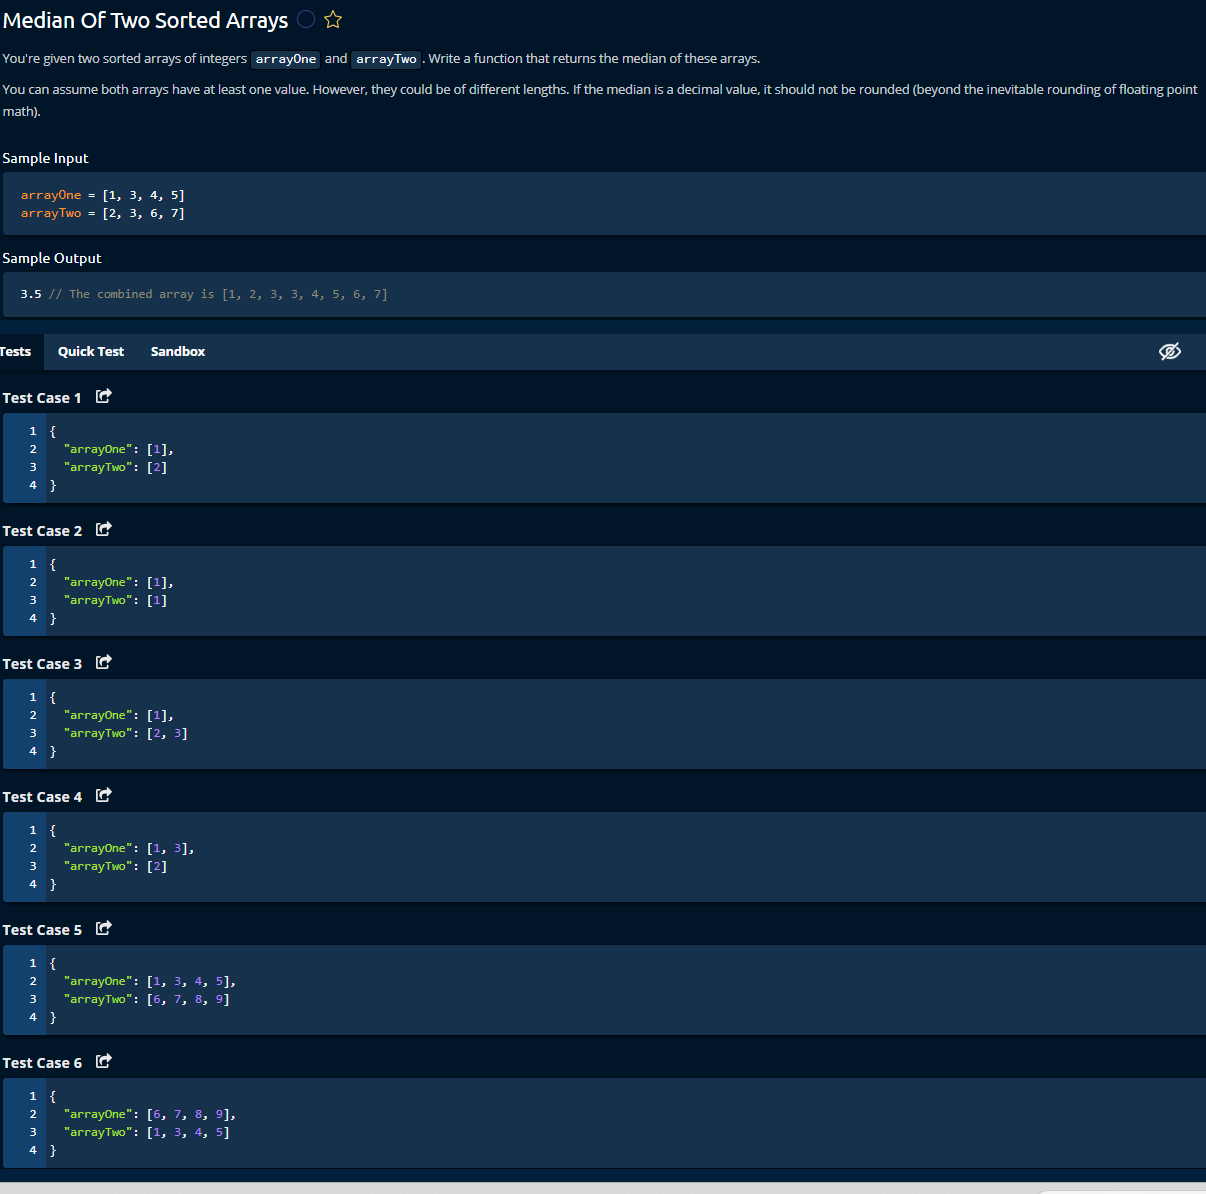 Median Of Two Sorted Arrays
You're given two sorted arrays of integers arrayOne and arrayTwo. Write a function that returns the median of these arrays.
You can assume both arrays have at least one value. However, they could be of different lengths. If the median is a decimal value, it should not be rounded (beyond the inevitable rounding of floating point
math).
Sample Input
arrayOne = [1, 3, 4, 5]
arrayTwo = [2, 3, 6, 7]
Sample Output
3.5 // The combined array is [1, 2, 3, 3, 4, 5, 6, 7]
Tests Quick Test Sandbox
Test Case 1
1 {
2 "arrayOne": [1],
3 "arrayTwo": [2]
4 }
Test Case 2
1 {
2 "arrayOne": [1],
3 "arrayTwo": [1]
4 }
Test Case 3
1 {
2 "arrayOne": [1],
3 "arrayTwo": [2, 3]
4 }
Test Case 4
1 {
2 "arrayOne": [1, 3],
3 "arrayTwo": [2]
4 }
Test Case 5
1 {
2 "arrayOne": [1, 3, 4, 5],
3 "arrayTwo": [6, 7, 8, 9]
4 }
Test Case 6
1 {
2 "arrayOne": [6, 7, 8, 9],
3 "arrayTwo": [1, 3, 4, 5]
4 }